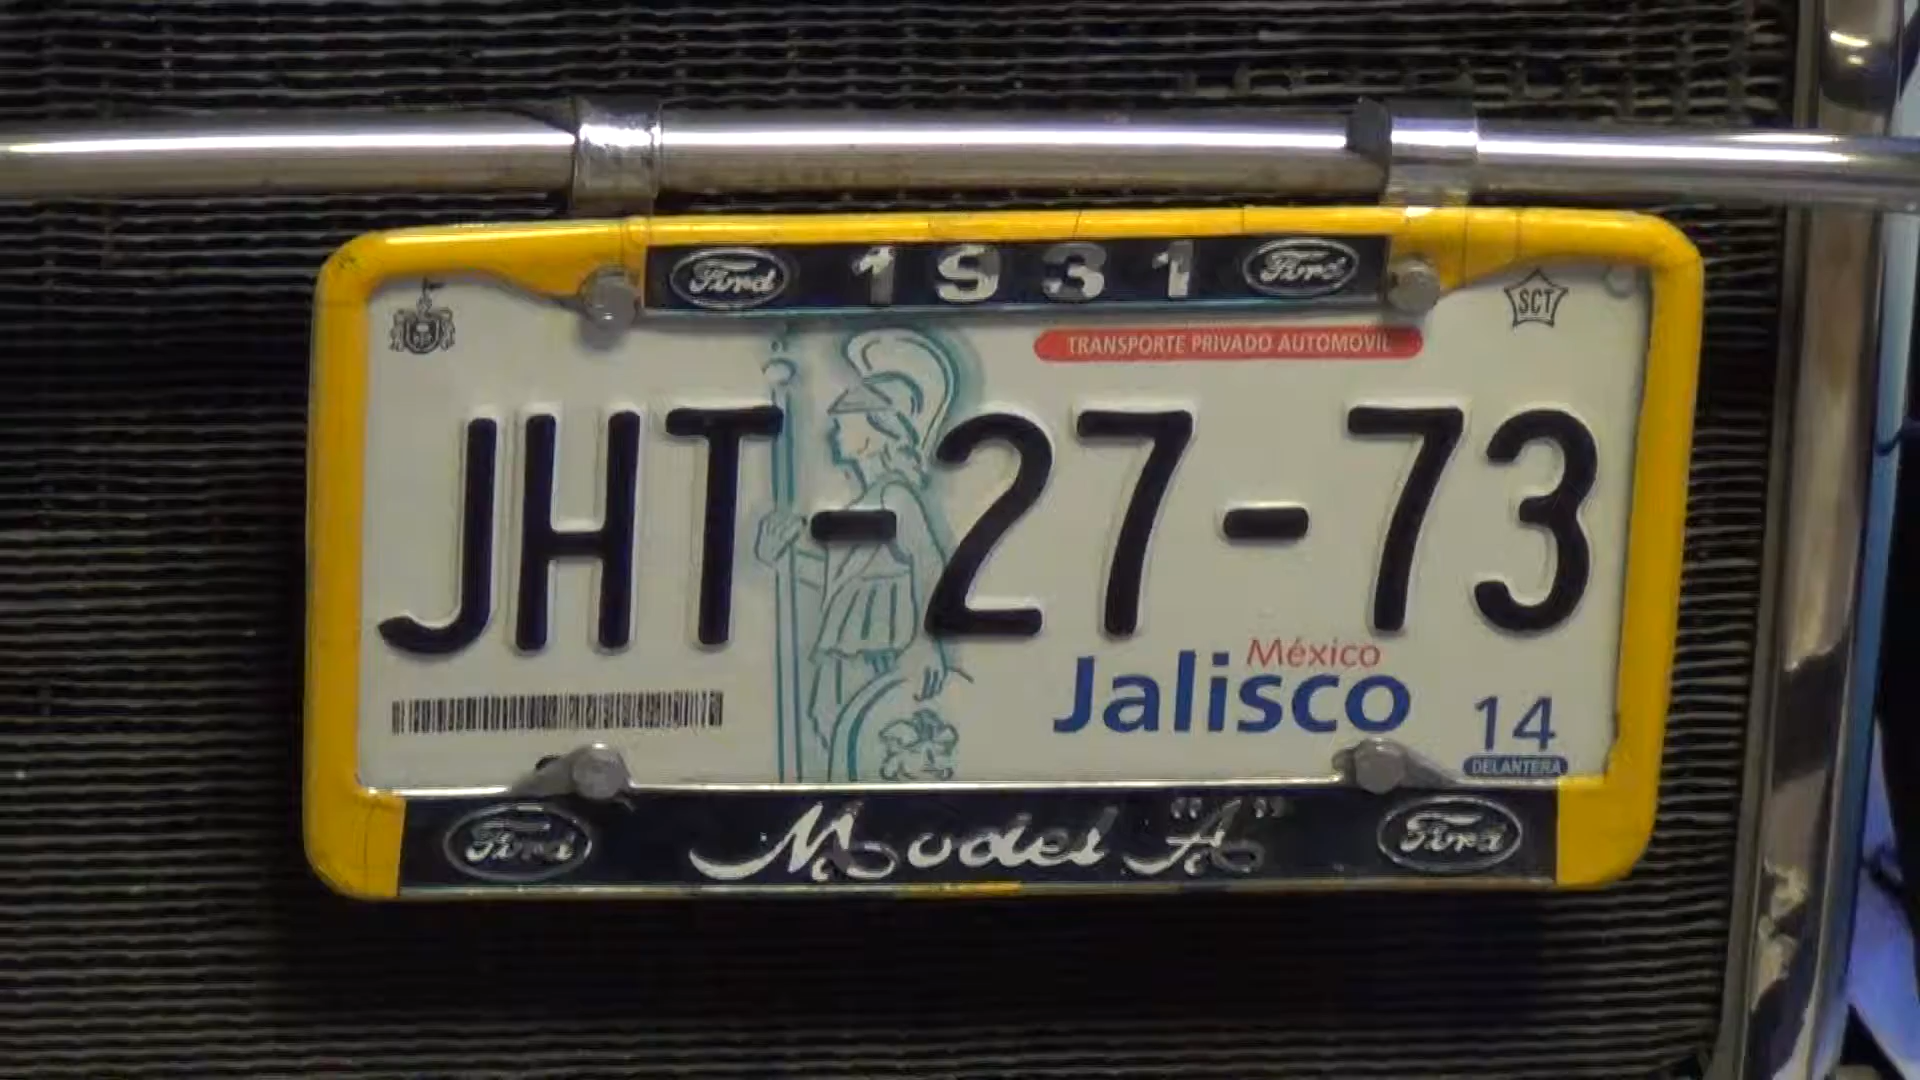 Ford 1931 Ford
SCT
TRANSPORTE PRIVADO AUTOMOVIL
JHT-27-73
México
Jalisco
14
DELANTERA
Ford Model "A" Ford